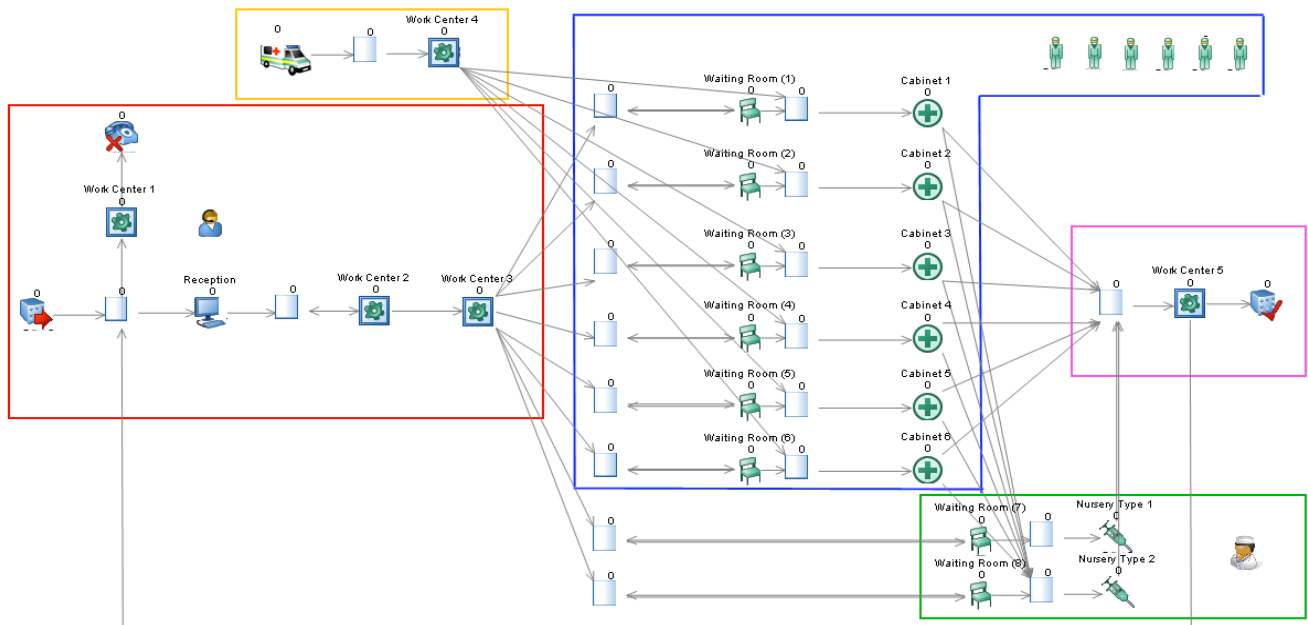 Work Center 4
0
0
0
Waiting Room (1)
Cabinet 1
0
0
0
0
0
Work Center 1
0
Waiting Room (2)
Cabinet 2
0
0
0
0
Waiting Room (3)
Cabinet 3
0
0
0
0
Reception
Work Center 2
Work Center 3
Work Center 5
0
0
0
0
0
0
0
0
0
Waiting Room (4)
Cabinet 4
0
0
0
0
Waiting Room (5)
Cabinet 5
0
0
0
0
Waiting Room (6)
Cabinet 6
0
0
0
0
Waiting Room (7)
Nursery Type 1
0
0
0
0
Waiting Room (8)
Nursery Type 2
0
0
0
0